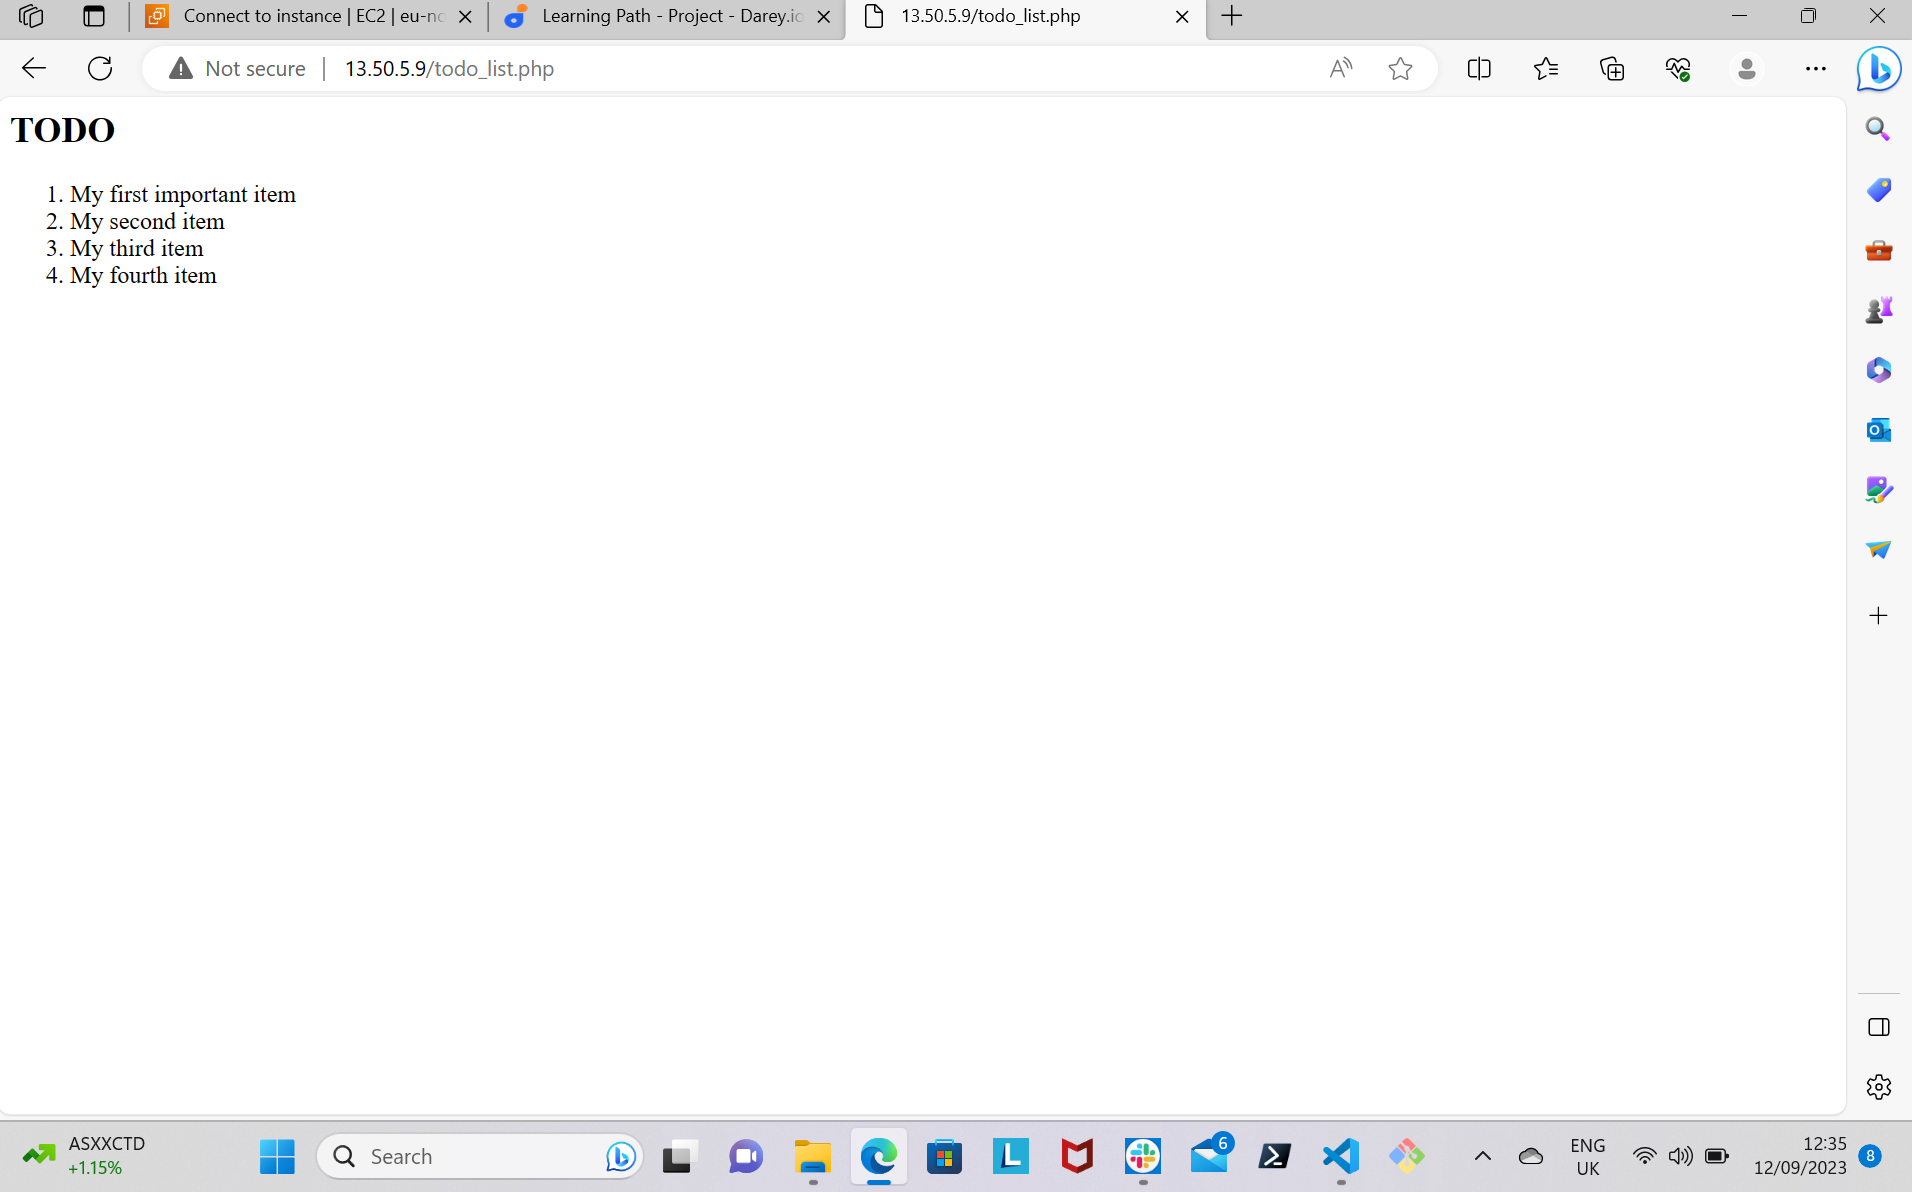 Connect to instance | EC2 | eu-no
Learning Path - Project - Darey.io
13.50.5.9/todo_list.php
Not secure | 13.50.5.9/todo_list.php
TODO
1. My first important item
2. My second item
3. My third item
4. My fourth item
ASXXCTD
+1.15%
Search
6
ENG
UK
12:35
12/09/2023
8